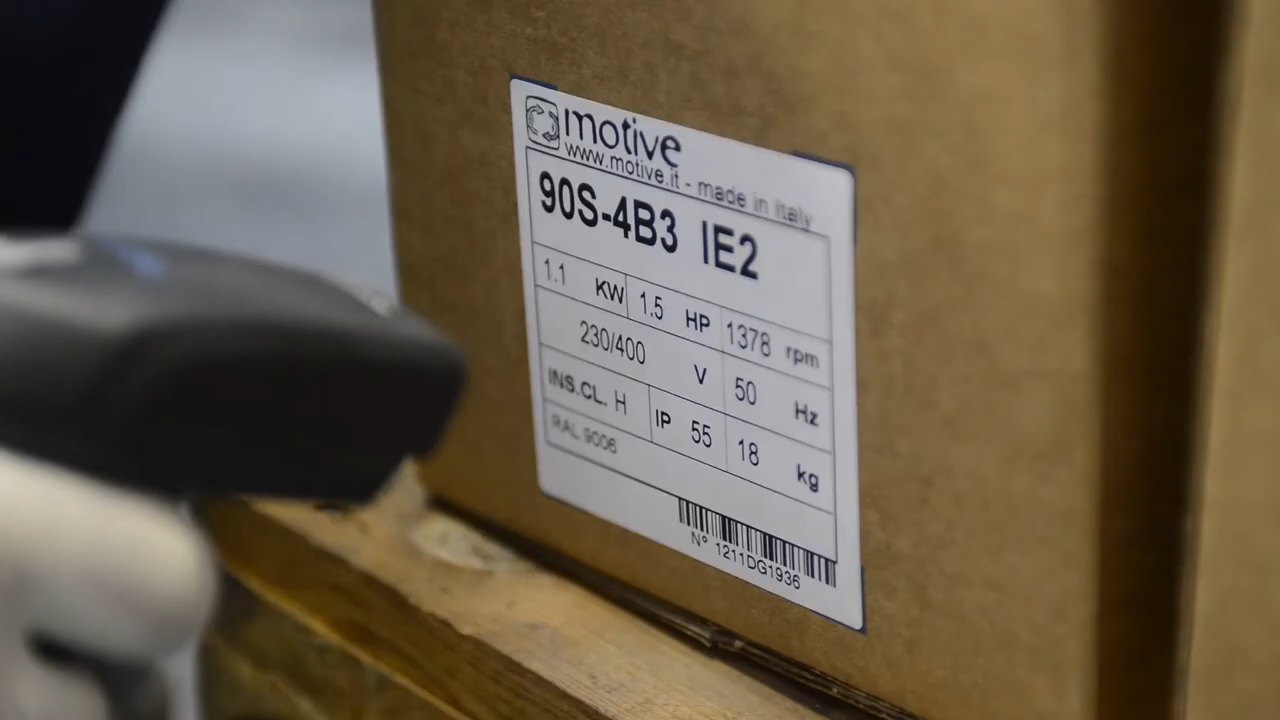 motive
www.motive.it - made in Italy
90S-4B3 IE2
1.1 KW 1.5 HP 1378 rpm
230/400 V 50 Hz
INS.CL. H IP 55 18 kg
RAL 9006
N° 1211DG1936